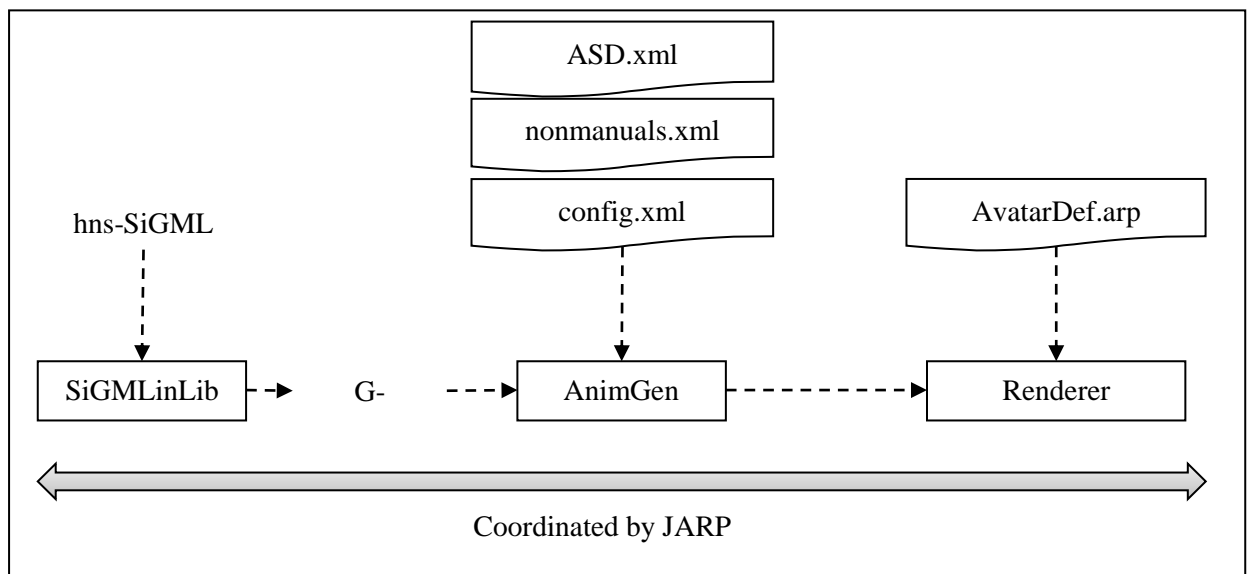 ASD.xml
nonmanuals.xml
config.xml
AvatarDef.arp
hns-SiGML
SiGMLinLib
G-
AnimGen
Renderer
Coordinated by JARP